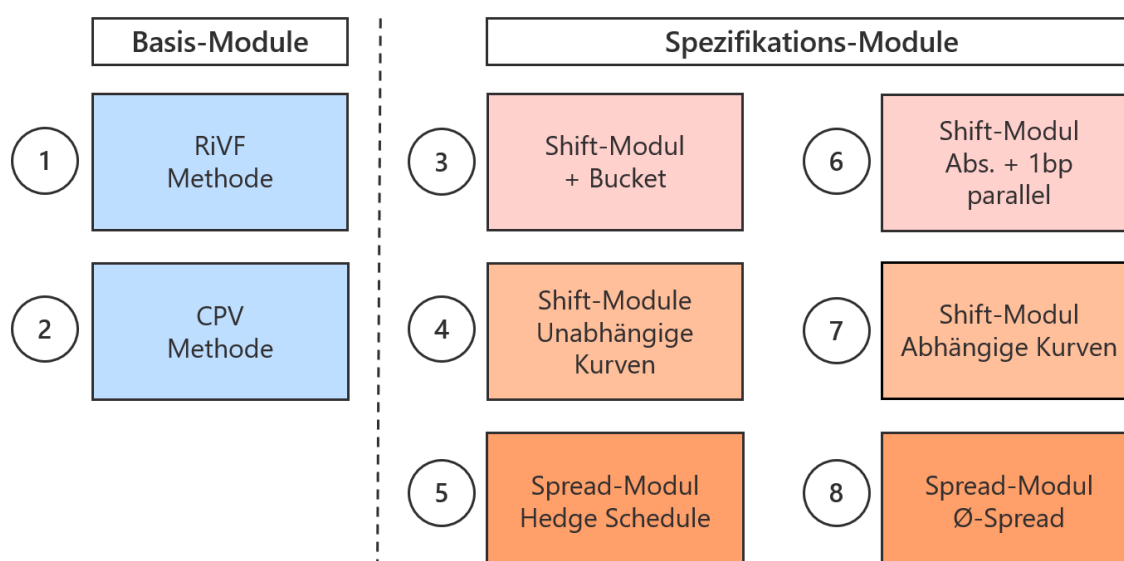 Basis-Module
Spezifikations-Module
1
RiVF
Methode
3
Shift-Modul
+ Bucket
6
Shift-Modul
Abs. + 1bp
parallel
2
CPV
Methode
4
Shift-Module
Unabhängige
Kurven
7
Shift-Modul
Abhängige Kurven
5
Spread-Modul
Hedge Schedule
8
Spread-Modul
Ø-Spread